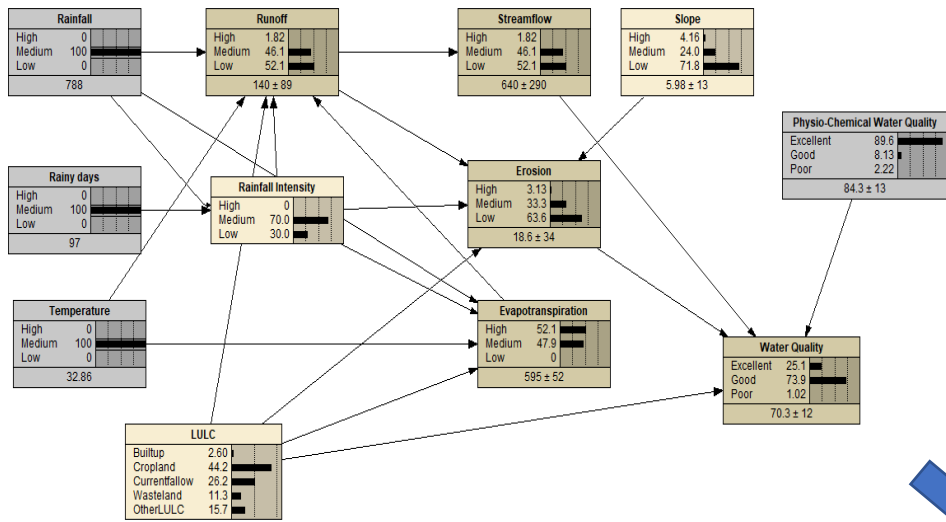 Rainfall
High 0
Medium 100
Low 0
788
Runoff
High 1.82
Medium 46.1
Low 52.1
140 ± 89
Streamflow
High 1.82
Medium 46.1
Low 52.1
640 ± 290
Slope
High 4.16
Medium 24.0
Low 71.8
5.98 ± 13
Physio-Chemical Water Quality
Excellent 89.6
Good 8.13
Poor 2.22
84.3 ± 13
Rainy days
High 0
Medium 100
Low 0
97
Rainfall Intensity
High 0
Medium 70.0
Low 30.0
Erosion
High 3.13
Medium 33.3
Low 63.6
18.6 ± 34
Temperature
High 0
Medium 100
Low 0
32.86
Evapotranspiration
High 52.1
Medium 47.9
Low 0
595 ± 52
Water Quality
Excellent 25.1
Good 73.9
Poor 1.02
70.3 ± 12
LULC
Builtup 2.60
Cropland 44.2
Currentfallow 26.2
Wasteland 11.3
OtherLULC 15.7